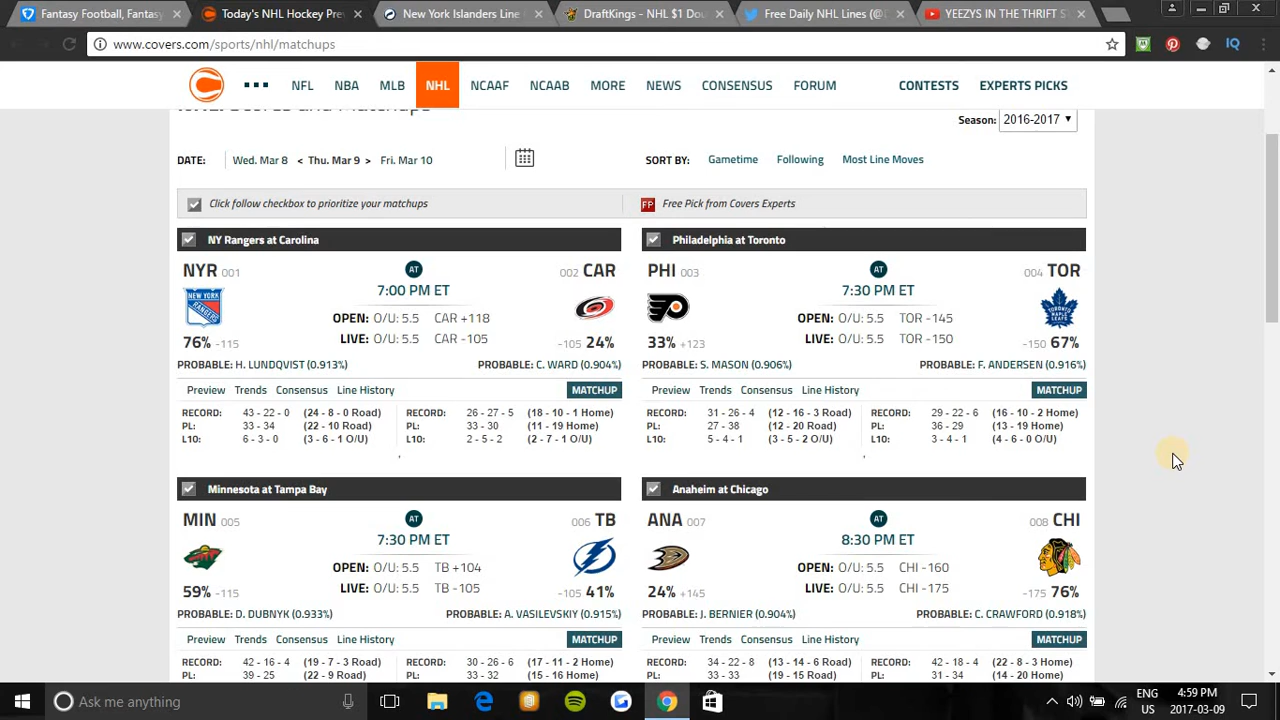 Fantasy Football, Fantasy
Today's NHL Hockey Pre
New York Islanders Line
DraftKings - NHL $1 Dou
Free Daily NHL Lines (@D
YEEZYS IN THE THRIFT S
www.covers.com/sports/nhl/matchups
NFL NBA MLB NHL NCAAF NCAAB MORE NEWS CONSENSUS FORUM CONTESTS EXPERTS PICKS
Season: 2016-2017
DATE: Wed. Mar 8 < Thu. Mar 9 > Fri. Mar 10
SORT BY: Gametime Following Most Line Moves
Click follow checkbox to prioritize your matchups
FP Free Pick from Covers Experts
NY Rangers at Carolina
NYR 001 AT 002 CAR
7:00 PM ET
NEW YORK RANGERS
OPEN: O/U: 5.5 CAR +118
LIVE: O/U: 5.5 CAR -105
76% -115 -105 24%
PROBABLE: H. LUNDQVIST (0.913%) PROBABLE: C. WARD (0.904%)
Preview Trends Consensus Line History MATCHUP
RECORD: 43 - 22 - 0 (24 - 8 - 0 Road) RECORD: 26 - 27 - 5 (18 - 10 - 1 Home)
PL: 33 - 34 (22 - 10 Road) PL: 33 - 30 (11 - 19 Home)
L10: 6 - 3 - 0 (3 - 6 - 1 O/U) L10: 2 - 5 - 2 (2 - 7 - 1 O/U)
Philadelphia at Toronto
PHI 003 AT 004 TOR
7:30 PM ET
TORONTO MAPLE LEAFS
OPEN: O/U: 5.5 TOR -145
LIVE: O/U: 5.5 TOR -150
33% +123 -150 67%
PROBABLE: S. MASON (0.906%) PROBABLE: F. ANDERSEN (0.916%)
Preview Trends Consensus Line History MATCHUP
RECORD: 31 - 26 - 4 (12 - 16 - 3 Road) RECORD: 29 - 22 - 6 (16 - 10 - 2 Home)
PL: 27 - 38 (12 - 20 Road) PL: 36 - 29 (13 - 19 Home)
L10: 5 - 4 - 1 (3 - 5 - 2 O/U) L10: 3 - 4 - 1 (4 - 6 - 0 O/U)
Minnesota at Tampa Bay
MIN 005 AT 006 TB
7:30 PM ET
OPEN: O/U: 5.5 TB +104
LIVE: O/U: 5.5 TB -105
59% -115 -105 41%
PROBABLE: D. DUBNYK (0.933%) PROBABLE: A. VASILEVSKIY (0.915%)
Preview Trends Consensus Line History MATCHUP
RECORD: 42 - 16 - 4 (19 - 7 - 3 Road) RECORD: 30 - 26 - 6 (17 - 11 - 2 Home)
PL: 39 - 25 (22 - 9 Road) PL: 33 - 32 (15 - 16 Home)
Anaheim at Chicago
ANA 007 AT 008 CHI
8:30 PM ET
OPEN: O/U: 5.5 CHI -160
LIVE: O/U: 5.5 CHI -175
24% +145 -175 76%
PROBABLE: J. BERNIER (0.904%) PROBABLE: C. CRAWFORD (0.918%)
Preview Trends Consensus Line History MATCHUP
RECORD: 34 - 22 - 8 (13 - 14 - 6 Road) RECORD: 42 - 18 - 4 (22 - 8 - 3 Home)
PL: 33 - 33 (19 - 15 Road) PL: 31 - 34 (14 - 20 Home)
Ask me anything
ENG US
4:59 PM
2017-03-09